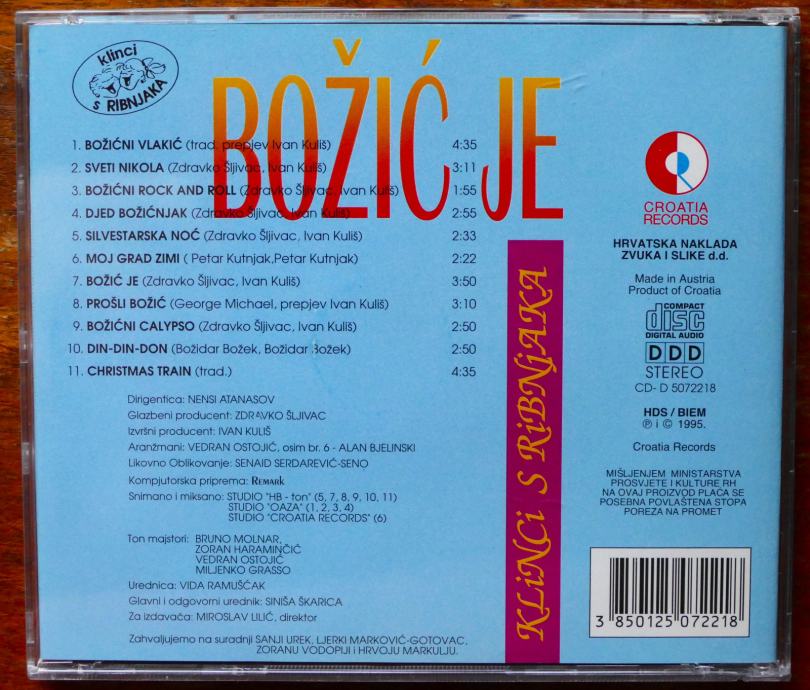 klinci
s RIBNJAKA
BOŽIĆ JE
1. BOŽIĆNI VLAKIĆ (trad. prepjev Ivan Kuliš) 4:35
2. SVETI NIKOLA (Zdravko Šljivac, Ivan Kuliš) 3:11
3. BOŽIĆNI ROCK AND ROLL (Zdravko Šljivac, Ivan Kuliš) 1:55
4. DJED BOŽIĆNJAK (Zdravko Šljivac, Ivan Kuliš) 2:55
5. SILVESTARSKA NOĆ (Zdravko Šljivac, Ivan Kuliš) 2:33
6. MOJ GRAD ZIMI ( Petar Kutnjak,Petar Kutnjak) 2:22
7. BOŽIĆ JE (Zdravko Šljivac, Ivan Kuliš) 3:50
8. PROŠLI BOŽIĆ (George Michael, prepjev Ivan Kuliš) 3:10
9. BOŽIĆNI CALYPSO (Zdravko Šljivac, Ivan Kuliš) 2:50
10. DIN-DIN-DON (Božidar Božek, Božidar Božek) 2:50
11. CHRISTMAS TRAIN (trad.) 4:35
Dirigentica: NENSI ATANASOV
Glazbeni producent: ZDRAVKO ŠLJIVAC
Izvršni producent: IVAN KULIŠ
Aranžmani: VEDRAN OSTOJIĆ, osim br. 6 - ALAN BJELINSKI
Likovno Oblikovanje: SENAID SERDAREVIĆ-SENO
Kompjutorska priprema: REMARK
Snimano i miksano: STUDIO "HB - ton" (5, 7, 8, 9, 10, 11)
STUDIO "OAZA" (1, 2, 3, 4)
STUDIO "CROATIA RECORDS" (6)
Ton majstori: BRUNO MOLNAR,
ZORAN HARAMINČIĆ
VEDRAN OSTOJIĆ
MILJENKO GRASSO
Urednica: VIDA RAMUŠĆAK
Glavni i odgovorni urednik: SINIŠA ŠKARICA
Za izdavača: MIROSLAV LILIĆ, direktor
Zahvaljujemo na suradnji SANJI UREK, LJERKI MARKOVIĆ-GOTOVAC,
ZORANU VODOPIJI i HRVOJU MARKULJU.
KLiNCi S RiBNjAKA
CROATIA
RECORDS
HRVATSKA NAKLADA
ZVUKA I SLIKE d.d.
Made in Austria
Product of Croatia
COMPACT
disc
DIGITAL AUDIO
DDD
STEREO
CD- D 5072218
HDS / BIEM
℗ i © 1995.
Croatia Records
MIŠLJENJEM MINISTARSTVA
PROSVJETE I KULTURE RH
NA OVAJ PROIZVOD PLAĆA SE
POSEBNA POVLAŠTENA STOPA
POREZA NA PROMET
3 850125 072218